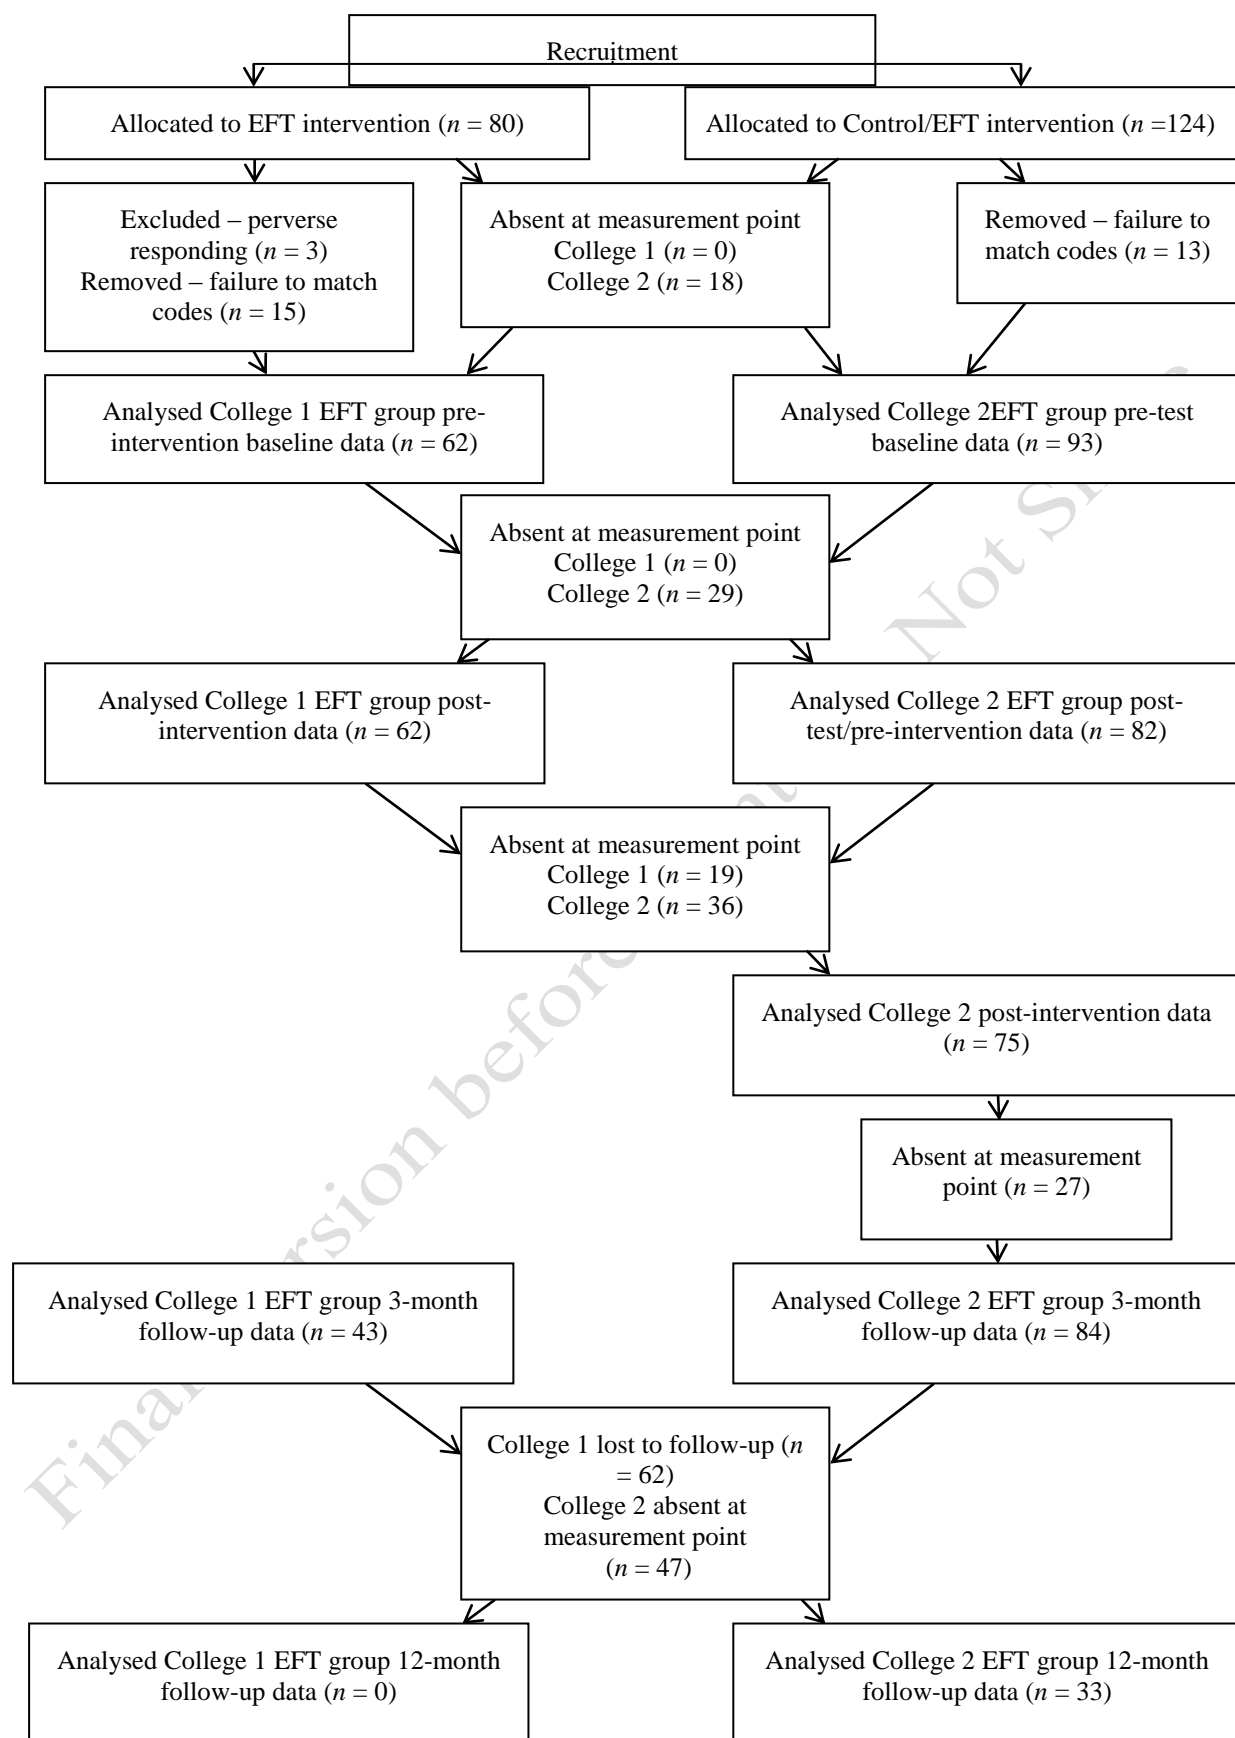 Recruitment
Allocated to EFT intervention (n = 80)
Allocated to Control/EFT intervention (n =124)
Excluded – perverse
responding (n = 3)
Removed – failure to match
codes (n = 15)
Absent at measurement point
College 1 (n = 0)
College 2 (n = 18)
Removed – failure to
match codes (n = 13)
Analysed College 1 EFT group pre-
intervention baseline data (n = 62)
Analysed College 2EFT group pre-test
baseline data (n = 93)
Absent at measurement point
College 1 (n = 0)
College 2 (n = 29)
Analysed College 1 EFT group post-
intervention data (n = 62)
Analysed College 2 EFT group post-
test/pre-intervention data (n = 82)
Absent at measurement point
College 1 (n = 19)
College 2 (n = 36)
Analysed College 2 post-intervention data
(n = 75)
Absent at measurement
point (n = 27)
Analysed College 1 EFT group 3-month
follow-up data (n = 43)
Analysed College 2 EFT group 3-month
follow-up data (n = 84)
College 1 lost to follow-up (n
= 62)
College 2 absent at
measurement point
(n = 47)
Analysed College 1 EFT group 12-month
follow-up data (n = 0)
Analysed College 2 EFT group 12-month
follow-up data (n = 33)